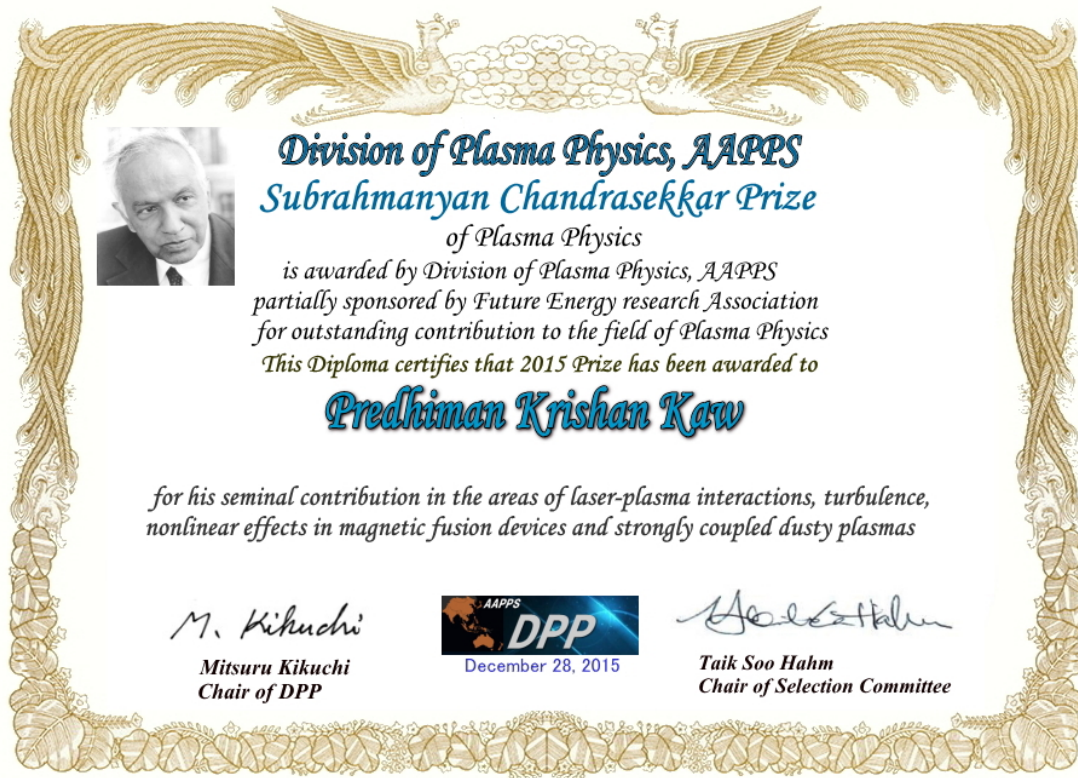 Division of Plasma Physics, AAPPS
Subrahmanyan Chandrasekkar Prize
of Plasma Physics
is awarded by Division of Plasma Physics, AAPPS
partially sponsored by Future Energy research Association
for outstanding contribution to the field of Plasma Physics
This Diploma certifies that 2015 Prize has been awarded to
Predhiman Krishan Kaw
for his seminal contribution in the areas of laser-plasma interactions, turbulence,
nonlinear effects in magnetic fusion devices and strongly coupled dusty plasmas
M. Kikuchi
Mitsuru Kikuchi
Chair of DPP
AAPPS
DPP
December 28, 2015
Taik Soo Hahm
Chair of Selection Committee